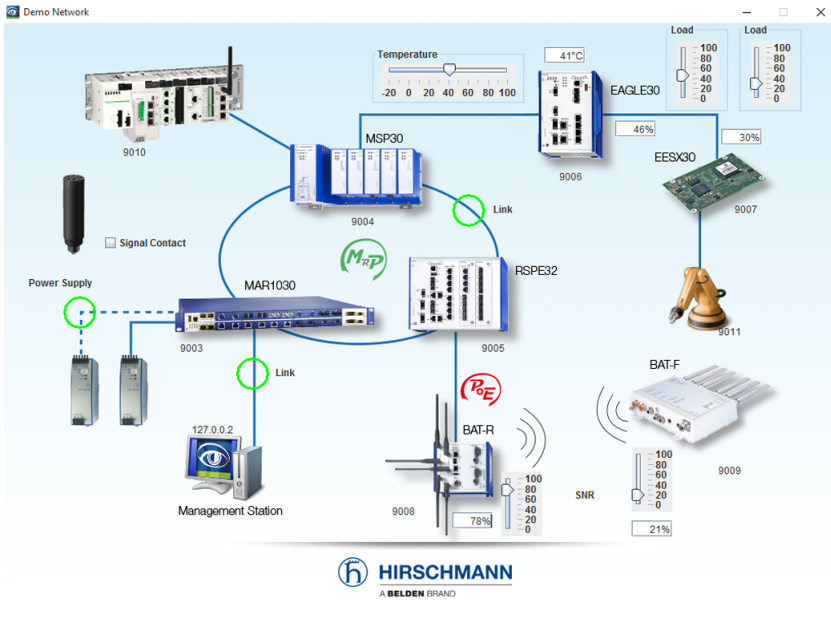 Demo Network
Load
Load
Temperature
-20 0 20 40 60 80 100
41°C
100
80
60
40
20
0
100
80
60
40
20
0
EAGLE30
46%
30%
9010
MSP30
9006
EESX30
9004
Link
9007
Signal Contact
MRP
RSPE32
Power Supply
MAR1030
9003
9005
9011
Link
PoE
BAT-F
127.0.0.2
BAT-R
100
80
60
40
20
0
100
80
60
40
20
0
SNR
9009
Management Station
9008
78%
21%
HIRSCHMANN
A BELDEN BRAND